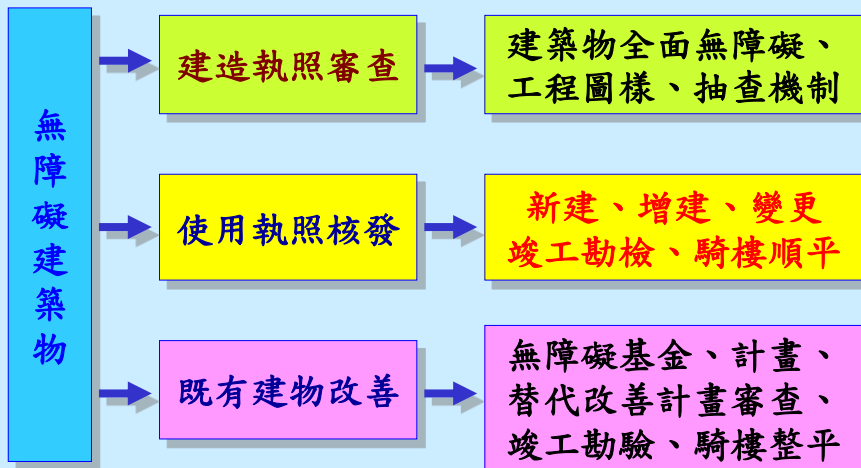 無障礙建築物
建造執照審查
建築物全面無障礙、
工程圖樣、抽查機制
使用執照核發
新建、增建、變更
竣工勘檢、騎樓順平
既有建物改善
無障礙基金、計畫、
替代改善計畫審查、
竣工勘驗、騎樓整平